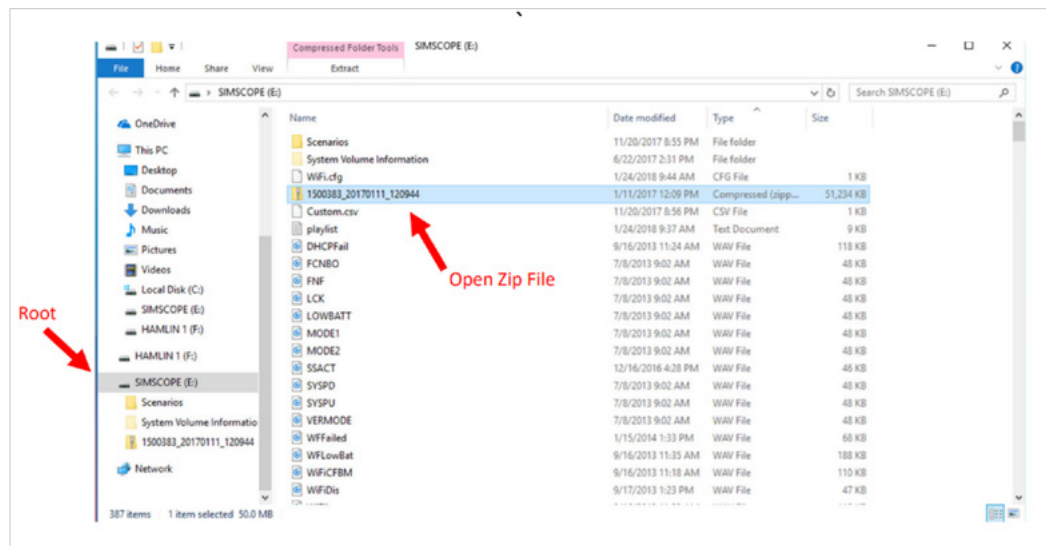 Compressed Folder Tools SIMSCOPE (E:)
File Home Share View Extract
SIMSCOPE (E:) Search SIMSCOPE (E:)
OneDrive
This PC
Desktop
Documents
Downloads
Music
Pictures
Videos
Local Disk (C:)
SIMSCOPE (E:)
HAMLIN 1 (F:)
HAMLIN 1 (F:)
SIMSCOPE (E:)
Scenarios
System Volume Informatio
1500383_20170111_120944
Network
Root
Name Date modified Type Size
Scenarios 11/20/2017 8:55 PM File folder
System Volume Information 6/22/2017 2:31 PM File folder
WiFi.cfg 1/24/2018 9:44 AM CFG File 1 KB
1500383_20170111_120944 1/11/2017 12:09 PM Compressed (zipp... 51,234 KB
Custom.csv 11/20/2017 8:56 PM CSV File 1 KB
playlist 1/24/2018 9:37 AM Text Document 9 KB
DHCPFail 9/16/2013 11:24 AM WAV File 118 KB
FCNBO 7/8/2013 9:02 AM WAV File 48 KB
FNF 7/8/2013 9:02 AM WAV File 48 KB
Open Zip File
LCK 7/8/2013 9:02 AM WAV File 48 KB
LOWBATT 7/8/2013 9:02 AM WAV File 48 KB
MODE1 7/8/2013 9:02 AM WAV File 48 KB
MODE2 7/8/2013 9:02 AM WAV File 48 KB
SSACT 12/16/2016 4:28 PM WAV File 46 KB
SYSPD 7/8/2013 9:02 AM WAV File 48 KB
SYSPU 7/8/2013 9:02 AM WAV File 48 KB
VERMODE 7/8/2013 9:02 AM WAV File 48 KB
WFFailed 1/15/2014 1:33 PM WAV File 68 KB
WFLowBat 9/16/2013 11:35 AM WAV File 188 KB
WiFiCFBM 9/16/2013 11:18 AM WAV File 110 KB
WiFiDis 9/17/2013 1:23 PM WAV File 47 KB
387 items 1 item selected 50.0 MB